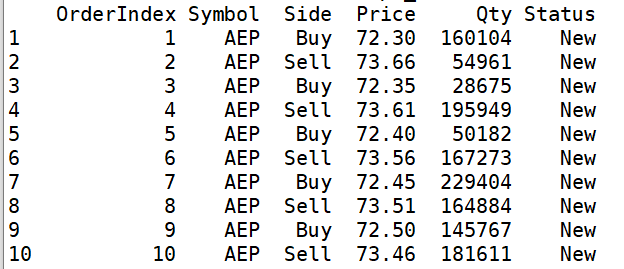 OrderIndex Symbol Side Price Qty Status
1 1 AEP Buy 72.30 160104 New
2 2 AEP Sell 73.66 54961 New
3 3 AEP Buy 72.35 28675 New
4 4 AEP Sell 73.61 195949 New
5 5 AEP Buy 72.40 50182 New
6 6 AEP Sell 73.56 167273 New
7 7 AEP Buy 72.45 229404 New
8 8 AEP Sell 73.51 164884 New
9 9 AEP Buy 72.50 145767 New
10 10 AEP Sell 73.46 181611 New